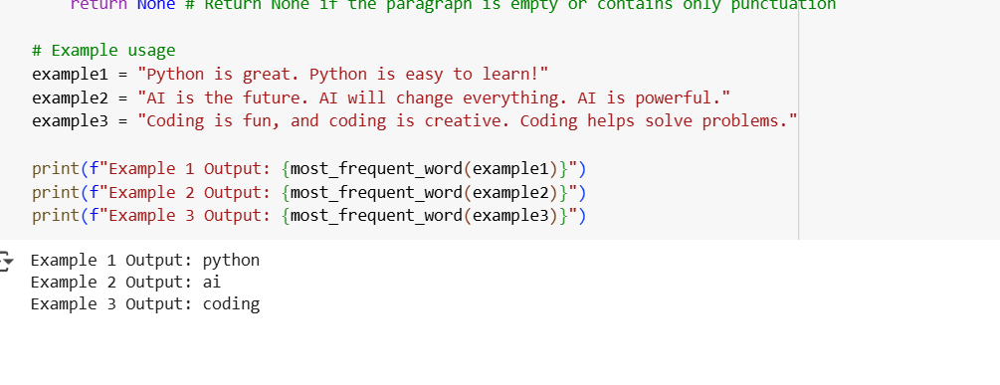 return None # Return None if the paragraph is empty or contains only punctuation
# Example usage
example1 = "Python is great. Python is easy to learn!"
example2 = "AI is the future. AI will change everything. AI is powerful."
example3 = "Coding is fun, and coding is creative. Coding helps solve problems."
print(f"Example 1 Output: {most_frequent_word(example1)}")
print(f"Example 2 Output: {most_frequent_word(example2)}")
print(f"Example 3 Output: {most_frequent_word(example3)}")
Example 1 Output: python
Example 2 Output: ai
Example 3 Output: coding